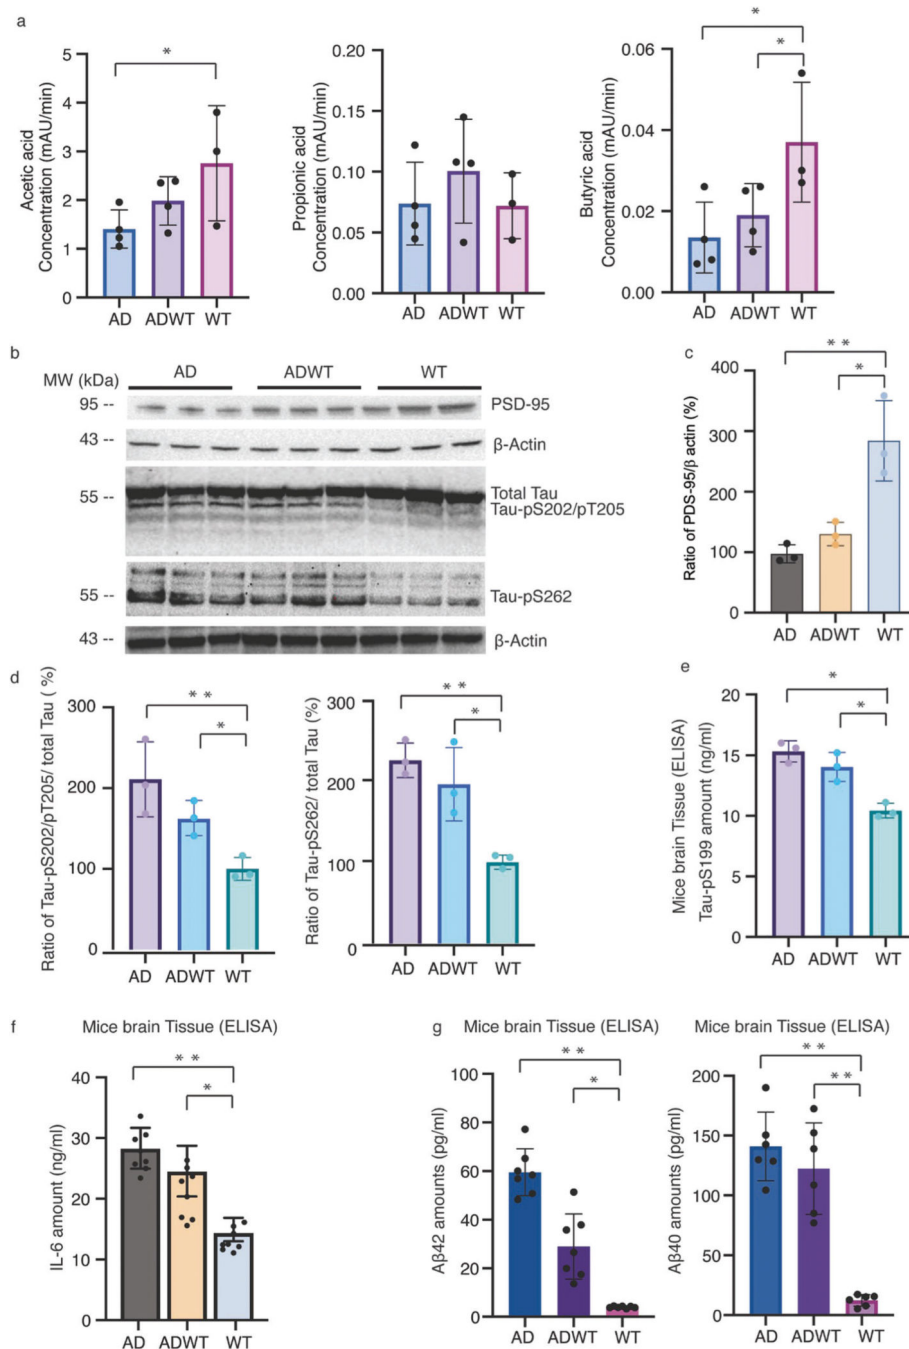 a
Acetic acid
Concentration (mAU/min)
5
4
3
2
1
0
*
AD ADWT WT
Propionic acid
Concentration (mAU/min)
0.20
0.15
0.10
0.05
0.00
AD ADWT WT
Butyric acid
Concentration (mAU/min)
0.06
0.04
0.02
0.00
*
*
AD ADWT WT
b
MW (kDa)
AD ADWT WT
95 -- PSD-95
43 -- β-Actin
55 -- Total Tau
Tau-pS202/pT205
55 -- Tau-pS262
43 -- β-Actin
c
Ratio of PDS-95/β actin (%)
400
300
200
100
0
* *
*
AD ADWT WT
d
Ratio of Tau-pS202/pT205/ total Tau ( %)
300
200
100
0
* *
*
AD ADWT WT
Ratio of Tau-pS262/ total Tau (%)
300
200
100
0
* *
*
AD ADWT WT
e
Mice brain Tissue (ELISA)
Tau-pS199 amount (ng/ml)
20
15
10
5
0
*
*
AD ADWT WT
f
Mice brain Tissue (ELISA)
IL-6 amount (ng/ml)
40
30
20
10
0
* *
*
AD ADWT WT
g
Mice brain Tissue (ELISA)
Aβ42 amounts (pg/ml)
100
80
60
40
20
0
* *
*
AD ADWT WT
Mice brain Tissue (ELISA)
Aβ40 amounts (pg/ml)
200
150
100
50
0
* *
* *
AD ADWT WT